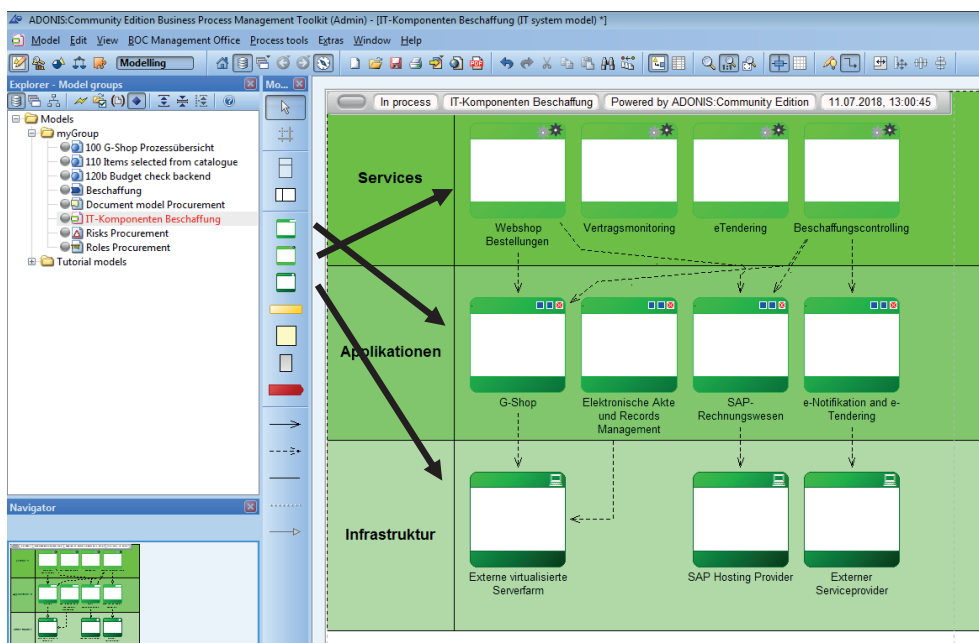 ADONIS:Community Edition Business Process Management Toolkit (Admin) - [IT-Komponenten Beschaffung (IT system model) *]
Model Edit View BOC Management Office Process tools Extras Window Help
Modelling
Explorer - Model groups
Mo...
Models
myGroup
100 G-Shop Prozessübersicht
110 Items selected from catalogue
120b Budget check backend
Beschaffung
Document model Procurement
IT-Komponenten Beschaffung
Risks Procurement
Roles Procurement
Tutorial models
Navigator
In process IT-Komponenten Beschaffung Powered by ADONIS:Community Edition 11.07.2018, 13:00:45
Services
Webshop
Bestellungen
Vertragsmonitoring
eTendering
Beschaffungscontrolling
Applikationen
G-Shop
Elektronische Akte
und Records
Management
SAP-
Rechnungswesen
e-Notifikation and e-
Tendering
Infrastruktur
Externe virtualisierte
Serverfarm
SAP Hosting Provider
Externer
Serviceprovider